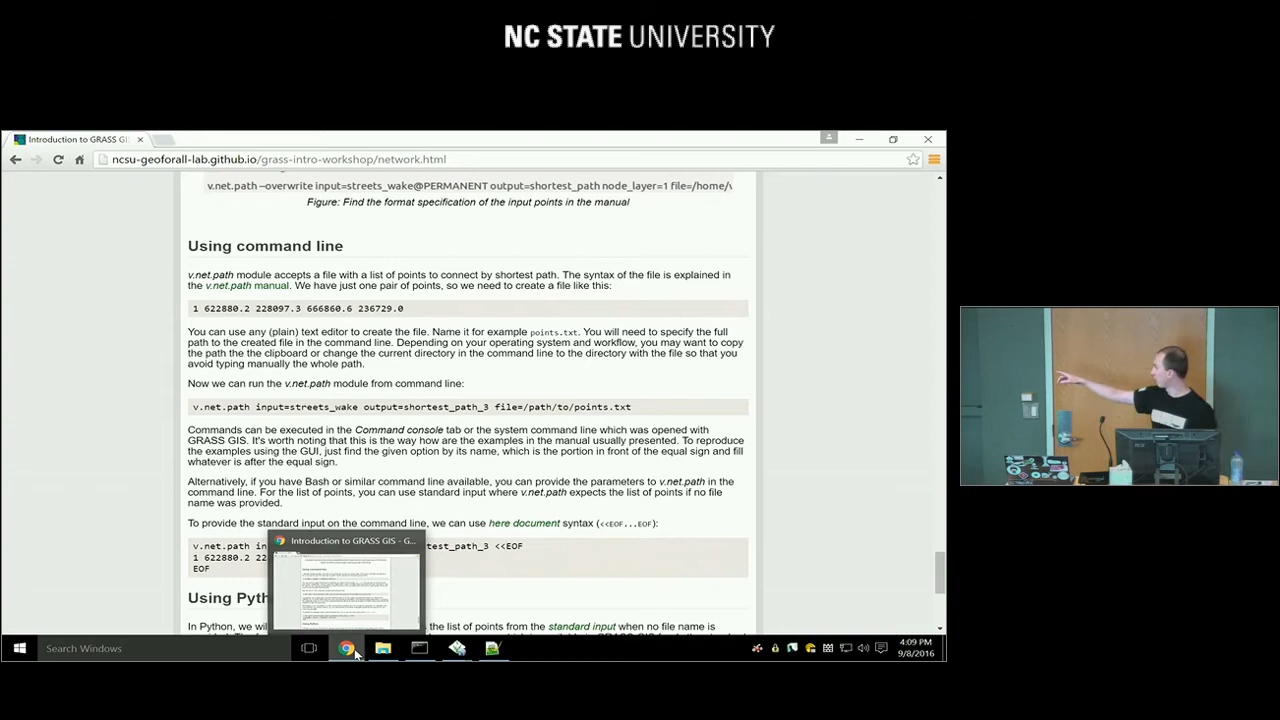 NC STATE UNIVERSITY
Introduction to GRASS GI
ncsu-geoforall-lab.github.io/grass-intro-workshop/network.html
v.net.path --overwrite input=streets_wake@PERMANENT output=shortest_path node_layer=1 file=/home/v
Figure: Find the format specification of the input points in the manual
Using command line
v.net.path module accepts a file with a list of points to connect by shortest path. The syntax of the file is explained in
the v.net.path manual. We have just one pair of points, so we need to create a file like this:
1 622880.2 228097.3 666860.6 236729.0
You can use any (plain) text editor to create the file. Name it for example points.txt. You will need to specify the full
path to the created file in the command line. Depending on your operating system and workflow, you may want to copy
the path the the clipboard or change the current directory in the command line to the directory with the file so that you
avoid typing manually the whole path.
Now we can run the v.net.path module from command line:
v.net.path input=streets_wake output=shortest_path_3 file=/path/to/points.txt
Commands can be executed in the Command console tab or the system command line which was opened with
GRASS GIS. It's worth noting that this is the way how are the examples in the manual usually presented. To reproduce
the examples using the GUI, just find the given option by its name, which is the portion in front of the equal sign and fill
whatever is after the equal sign.
Alternatively, if you have Bash or similar command line available, you can provide the parameters to v.net.path in the
command line. For the list of points, you can use standard input where v.net.path expects the list of points if no file
name was provided.
To provide the standard input on the command line, we can use here document syntax (<<EOF...EOF):
Introduction to GRASS GIS - G...
v.net.path in
test_path_3 <<EOF
1 622880.2 22
EOF
Using Pyth
In Python, we wil
s the list of points from the standard input when no file name is
Search Windows
4:09 PM
9/8/2016